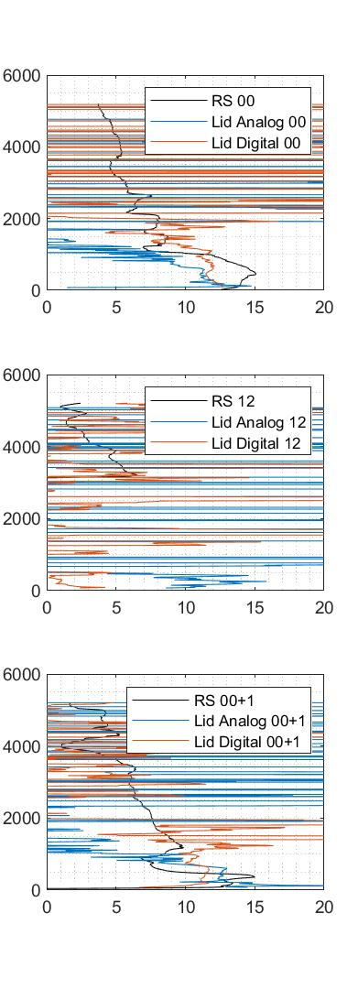 6000
RS 00
Lid Analog 00
4000
Lid Digital 00
2000
0
0 5 10 15 20
6000
RS 12
Lid Analog 12
4000
Lid Digital 12
2000
0
0 5 10 15 20
6000
RS 00+1
Lid Analog 00+1
4000
Lid Digital 00+1
2000
0
0 5 10 15 20